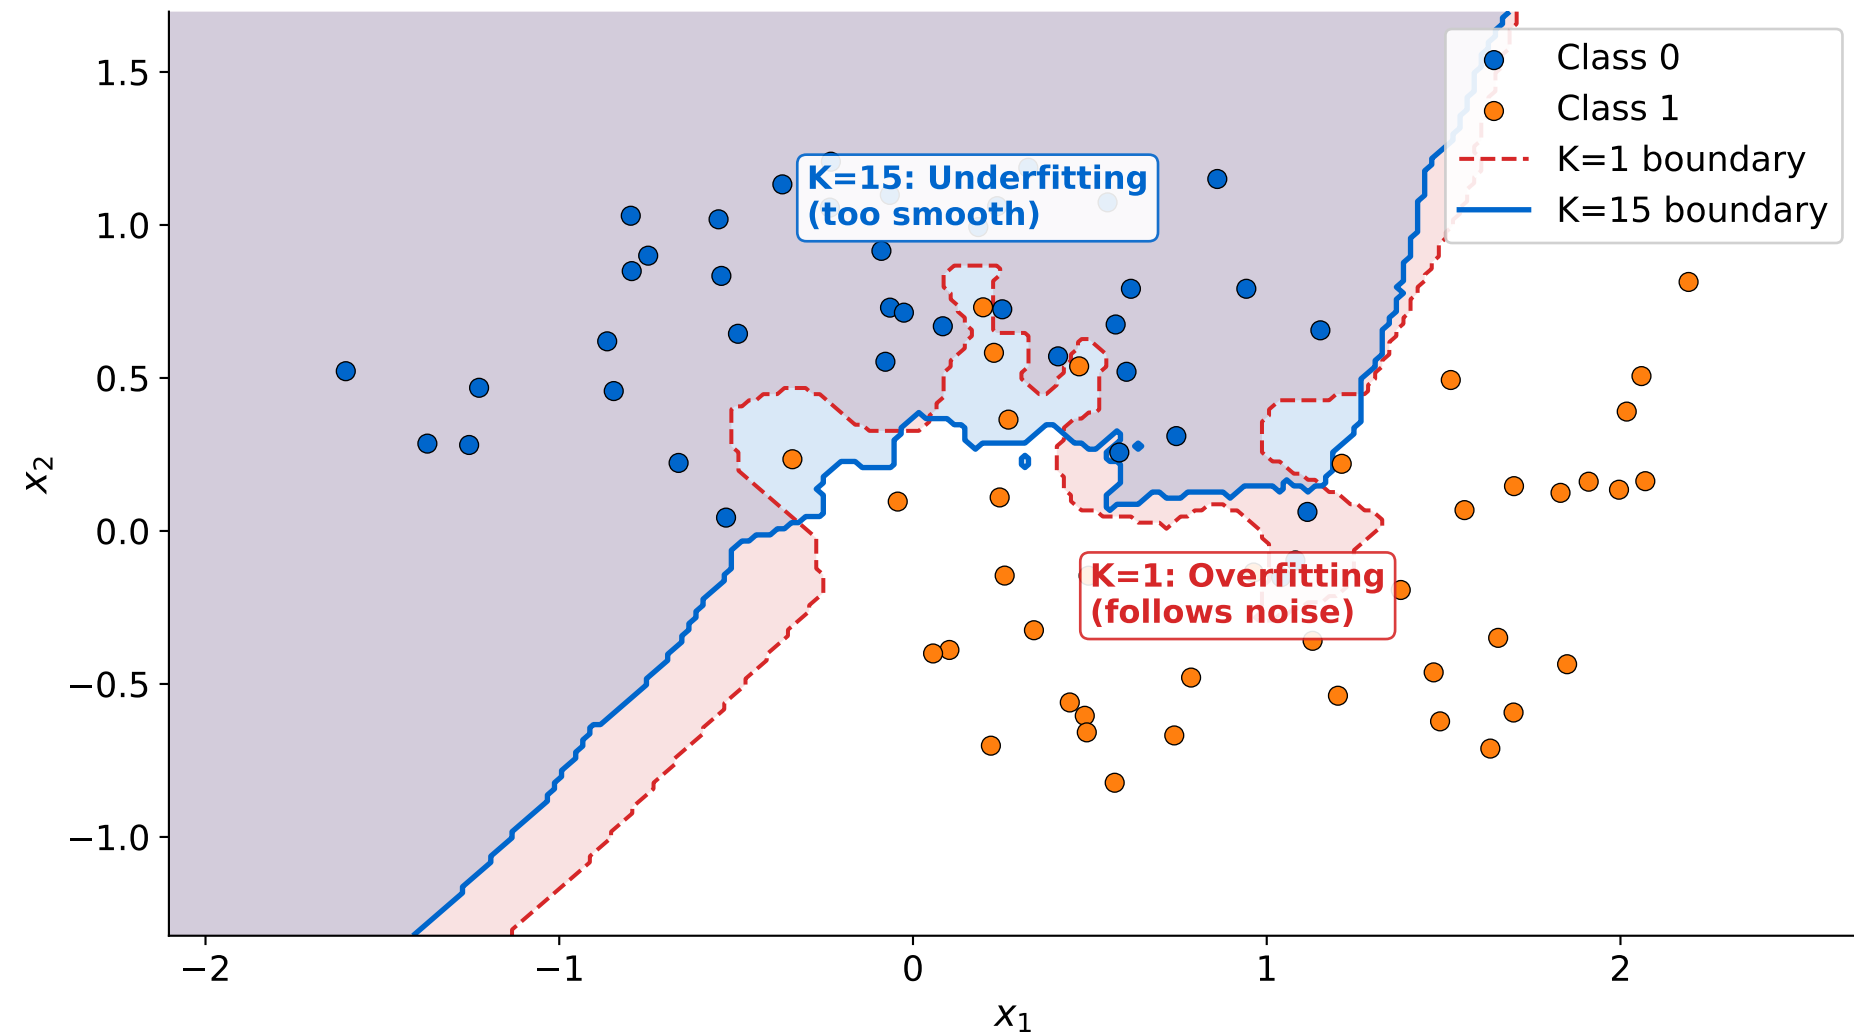 1.5
1.0
0.5
0.0
−0.5
−1.0
x2
−2
−1
0
1
2
x1
K=15: Underfitting
(too smooth)
K=1: Overfitting
(follows noise)
Class 0
Class 1
K=1 boundary
K=15 boundary